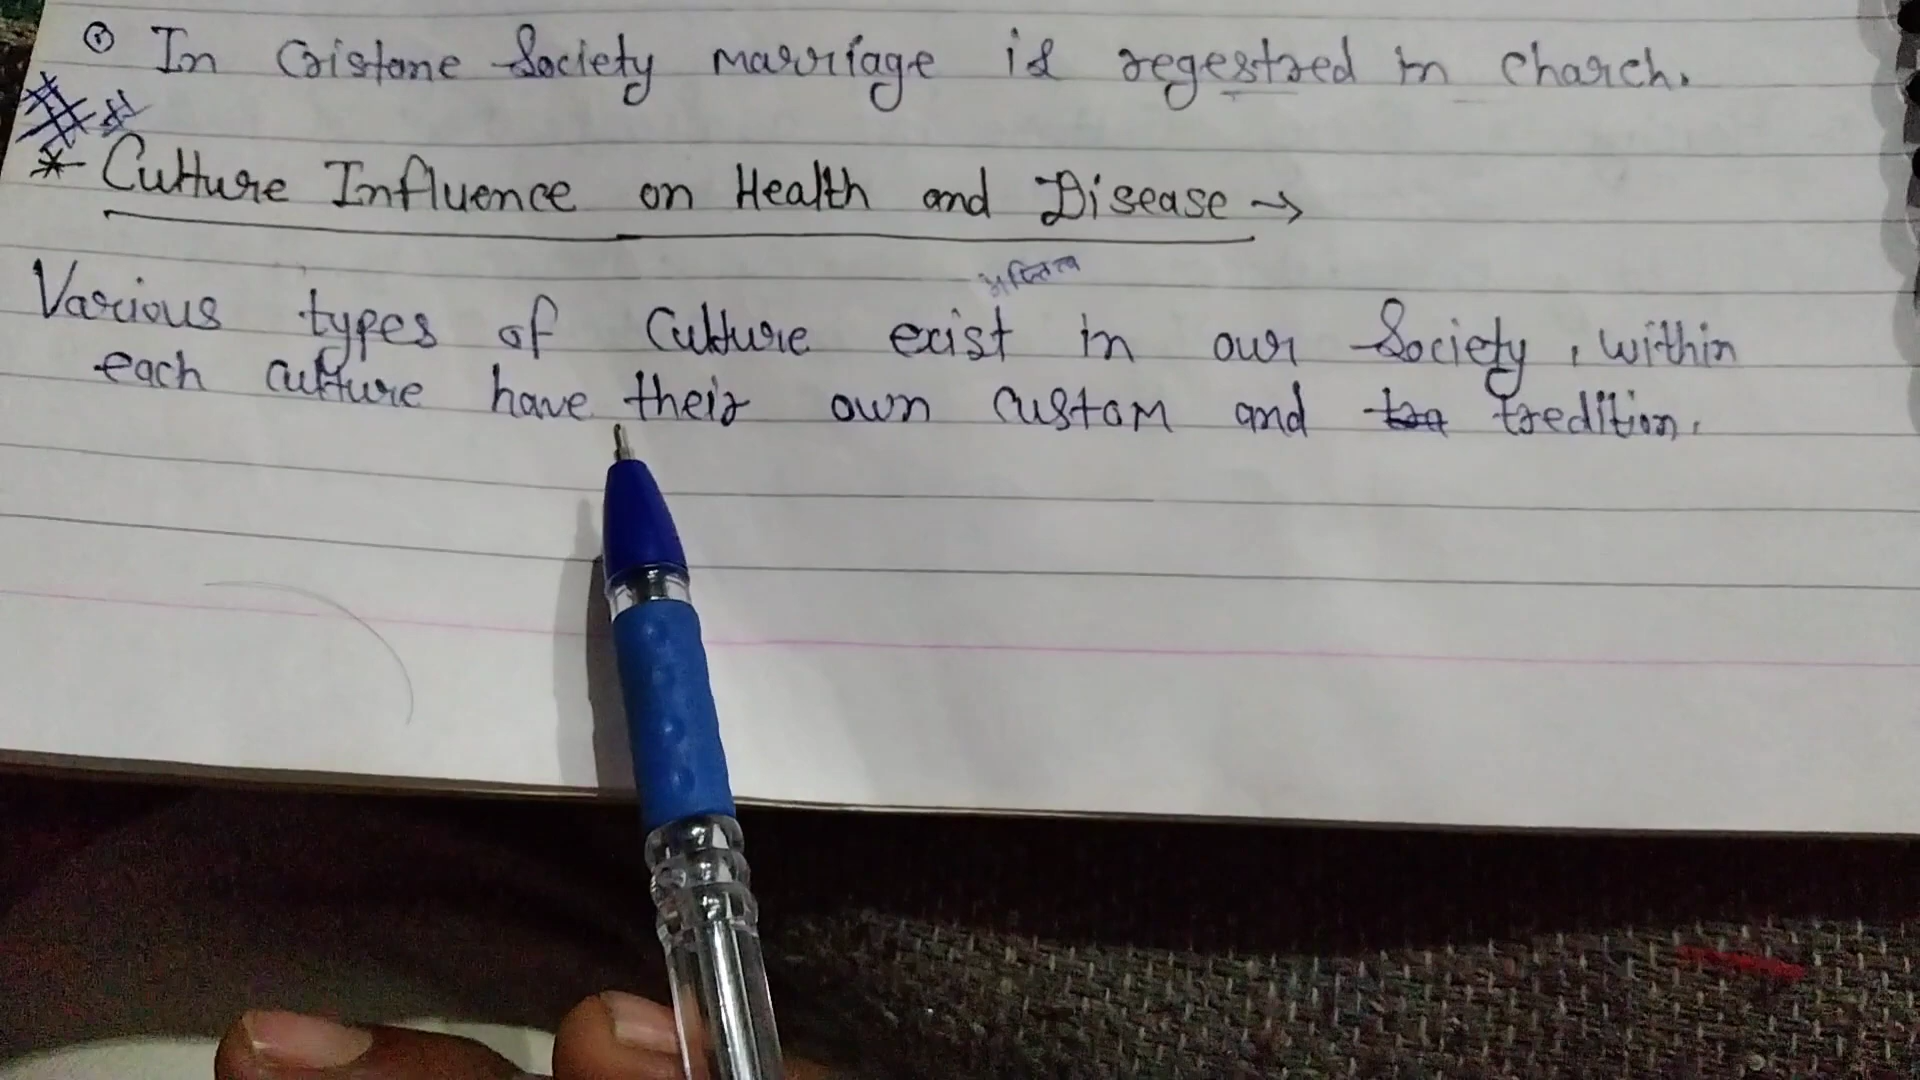 ① In Cristane Society marriage is regestred in charch.
* Culture Influence on Health and Disease →
अस्तित्व
Various types of Culture exist in our Society, within
each culture have their own custom and tredition.